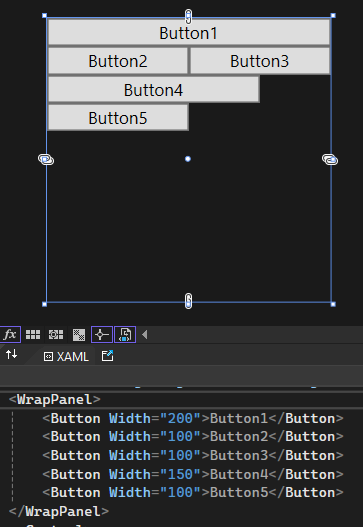 Button1
Button2 Button3
Button4
Button5
fx
XAML
<WrapPanel>
<Button Width="200">Button1</Button>
<Button Width="100">Button2</Button>
<Button Width="100">Button3</Button>
<Button Width="150">Button4</Button>
<Button Width="100">Button5</Button>
</WrapPanel>